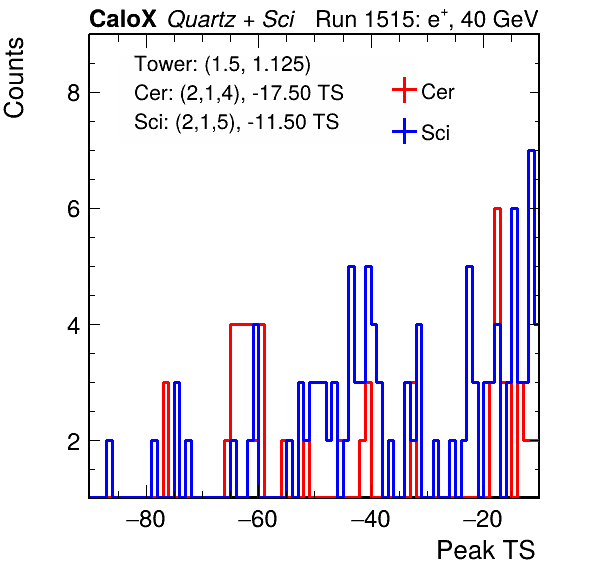 CaloX Quartz + Sci Run 1515: e⁺, 40 GeV
Counts
Tower: (1.5, 1.125)
Cer: (2,1,4), -17.50 TS
Sci: (2,1,5), -11.50 TS
Cer
Sci
8
6
4
2
−80 −60 −40 −20
Peak TS